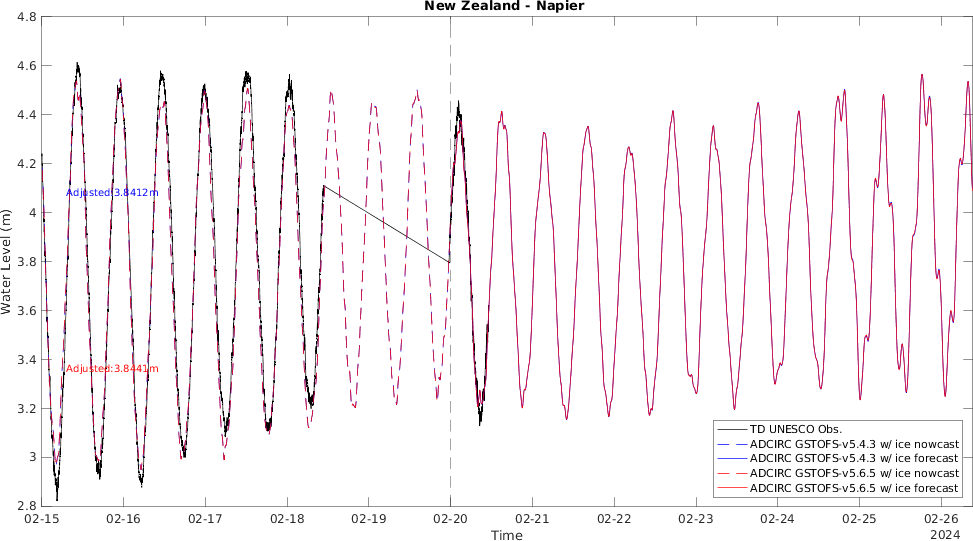 New Zealand - Napier
4.8
4.6
4.4
4.2
4
3.8
3.6
3.4
3.2
3
2.8
Water Level (m)
Adjusted:3.8412m
Adjusted:3.8441m
TD UNESCO Obs.
ADCIRC GSTOFS-v5.4.3 w/ ice nowcast
ADCIRC GSTOFS-v5.4.3 w/ ice forecast
ADCIRC GSTOFS-v5.6.5 w/ ice nowcast
ADCIRC GSTOFS-v5.6.5 w/ ice forecast
02-15 02-16 02-17 02-18 02-19 02-20 02-21 02-22 02-23 02-24 02-25 02-26
Time
2024